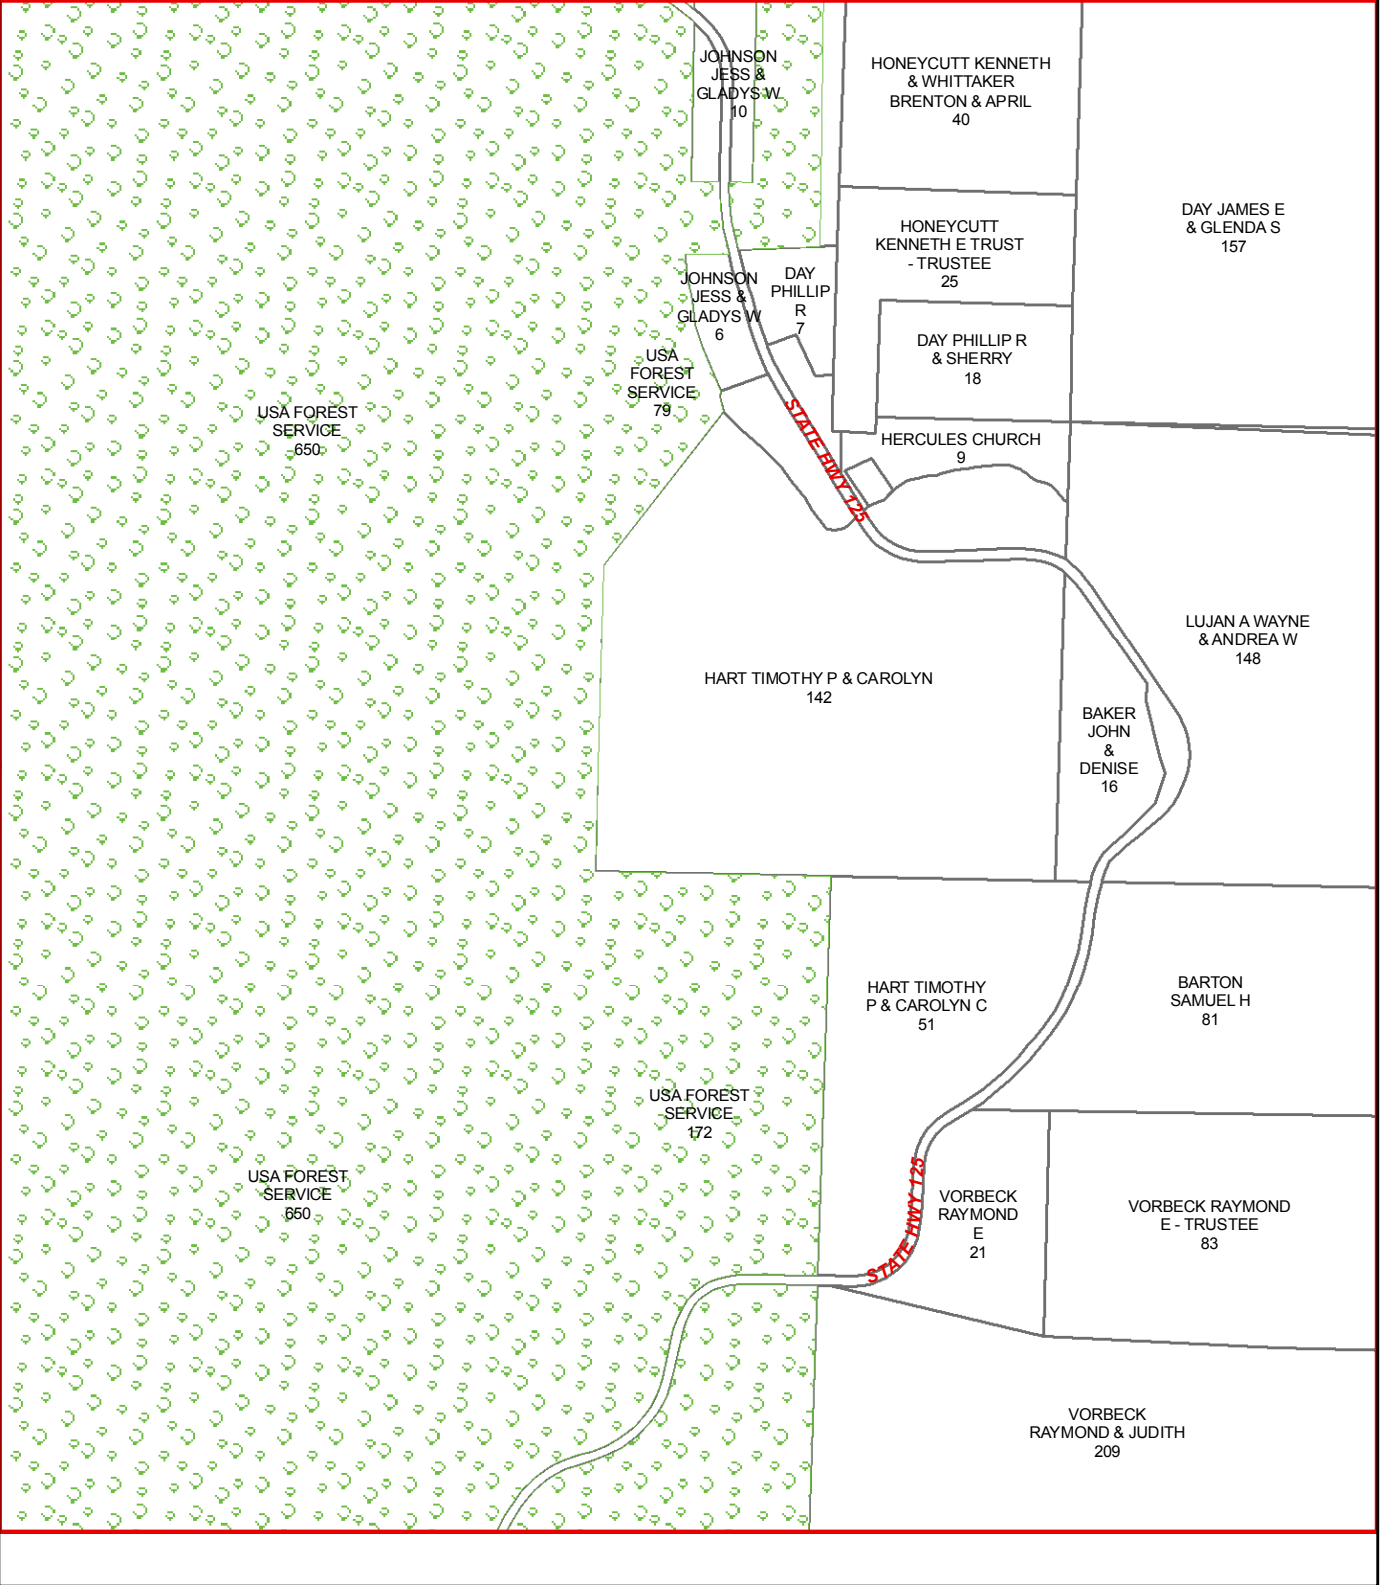 JOHNSON
JESS &
GLADYS W
10
HONEYCUTT KENNETH
& WHITTAKER
BRENTON & APRIL
40
DAY JAMES E
& GLENDA S
157
HONEYCUTT
KENNETH E TRUST
- TRUSTEE
25
JOHNSON
JESS &
GLADYS W
6
DAY
PHILLIP
R
7
DAY PHILLIP R
& SHERRY
18
USA
FOREST
SERVICE
79
USA FOREST
SERVICE
650
STATE HWY 125
HERCULES CHURCH
9
LUJAN A WAYNE
& ANDREA W
148
HART TIMOTHY P & CAROLYN
142
BAKER
JOHN
&
DENISE
16
HART TIMOTHY
P & CAROLYN C
51
BARTON
SAMUEL H
81
USA FOREST
SERVICE
172
USA FOREST
SERVICE
650
STATE HWY 125
VORBECK
RAYMOND
E
21
VORBECK RAYMOND
E - TRUSTEE
83
VORBECK
RAYMOND & JUDITH
209